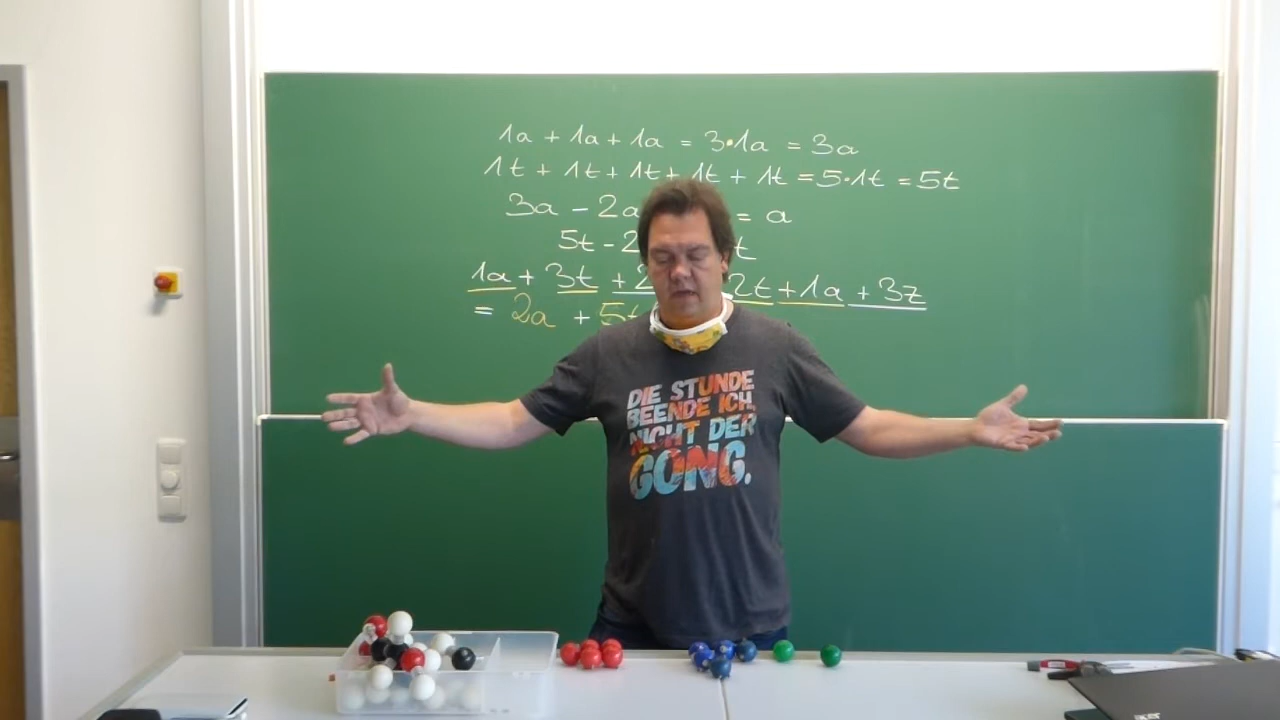 1a + 1a + 1a = 3·1a = 3a
1t + 1t + 1t + 1t + 1t = 5·1t = 5t
3a - 2a = a
5t - 2 t
1a + 3t + 2 2t + 1a + 3z
= 2a + 5t
DIE STUNDE
BEENDE ICH,
NICHT DER
GONG.
acer